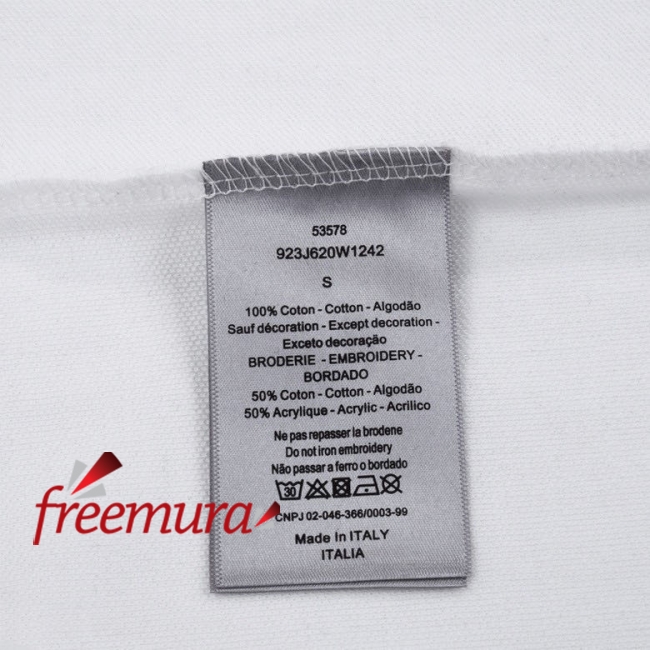 53578
923J620W1242
S
100% Coton - Cotton - Algodão
Sauf décoration - Except decoration -
Exceto decoração
BRODERIE - EMBROIDERY -
BORDADO
50% Coton - Cotton - Algodão
50% Acrylique - Acrylic - Acrilico
Ne pas repasser la brodene
Do not iron embroidery
Não passar a ferro o bordado
30
CNPJ 02-046-366/0003-99
Made In ITALY
ITALIA
freemura